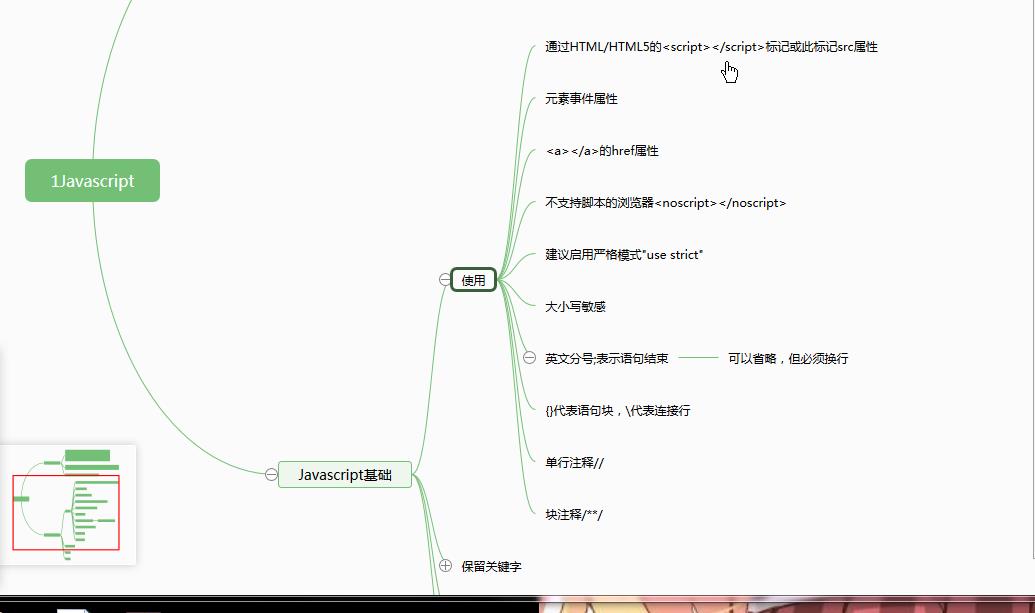 通过HTML/HTML5的<script></script>标记或此标记src属性
元素事件属性
<a></a>的href属性
1Javascript
不支持脚本的浏览器<noscript></noscript>
建议启用严格模式"use strict"
使用
大小写敏感
英文分号;表示语句结束
可以省略，但必须换行
{}代表语句块，\代表连接行
单行注释//
Javascript基础
块注释/**/
保留关键字